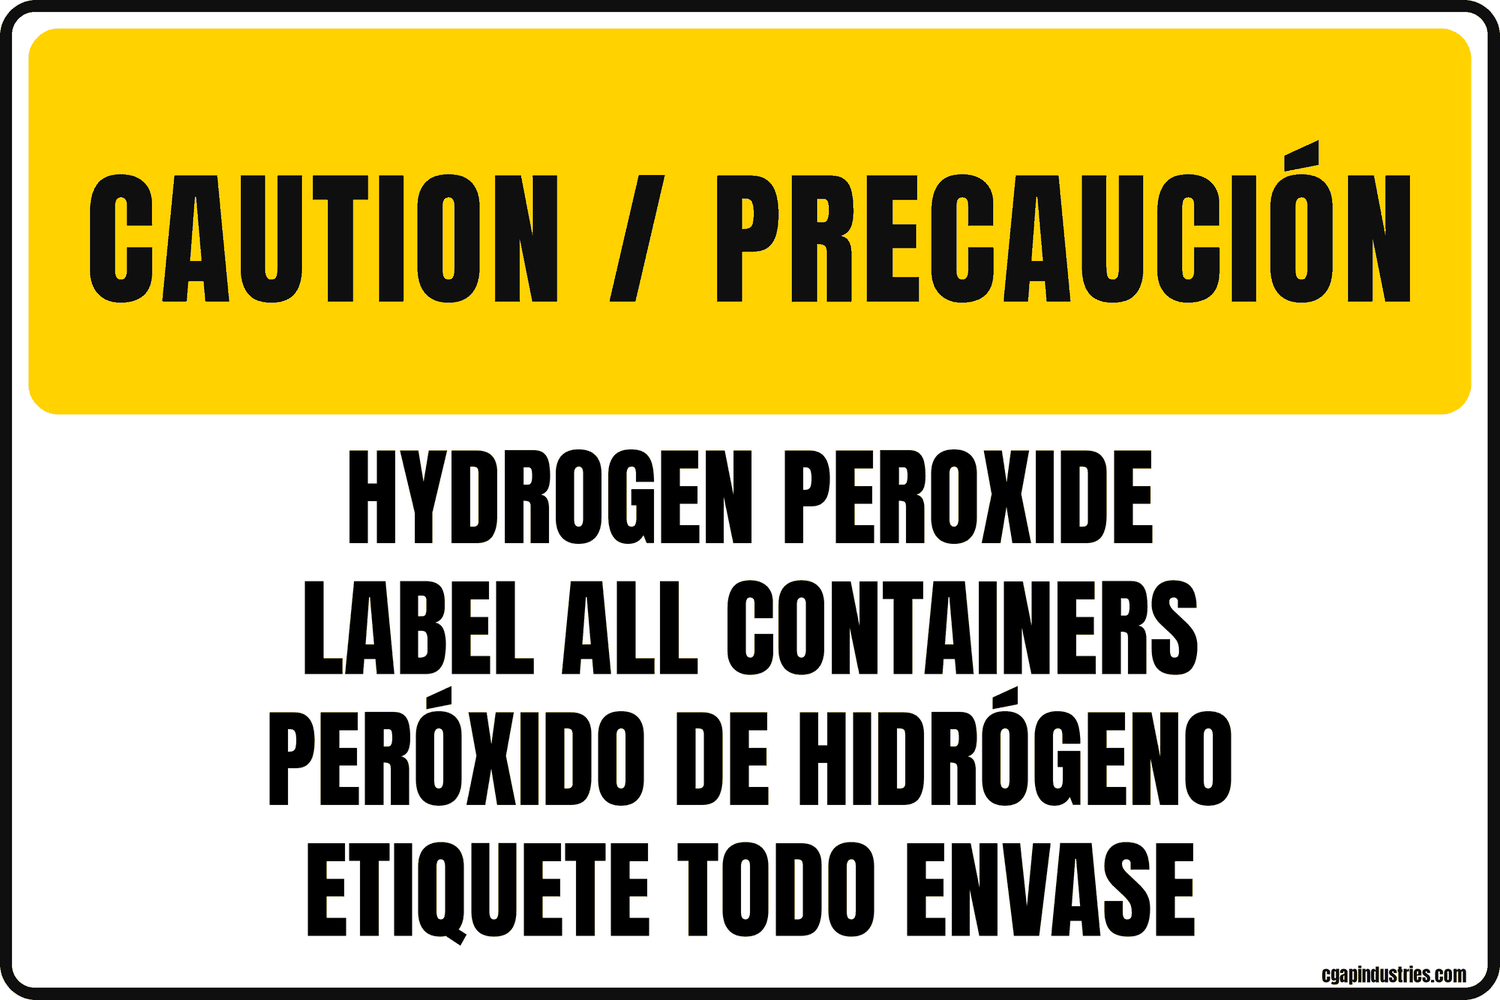 CAUTION / PRECAUCIÓN
HYDROGEN PEROXIDE
LABEL ALL CONTAINERS
PERÓXIDO DE HIDRÓGENO
ETIQUETE TODO ENVASE
cgapindustries.com